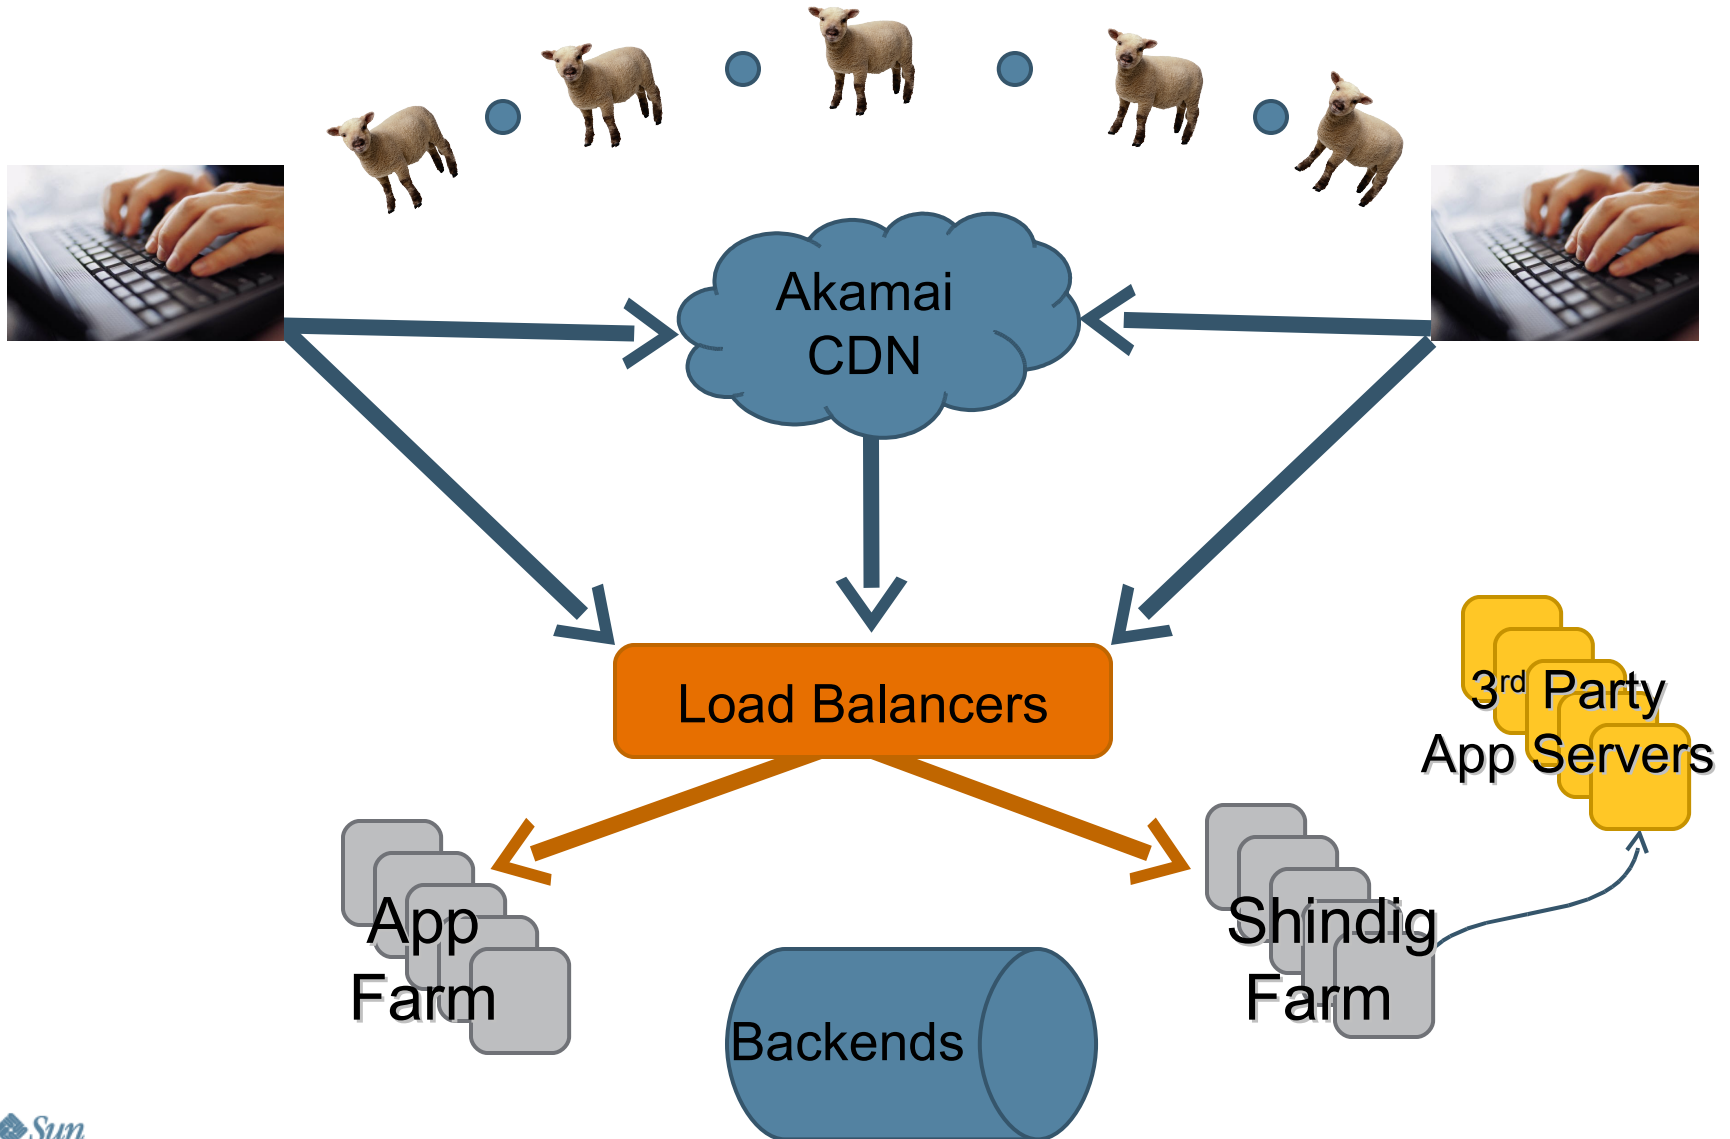 Akamai
CDN
Load Balancers
3rd Party
App Servers
App
Farm
Shindig
Farm
Backends
Sun